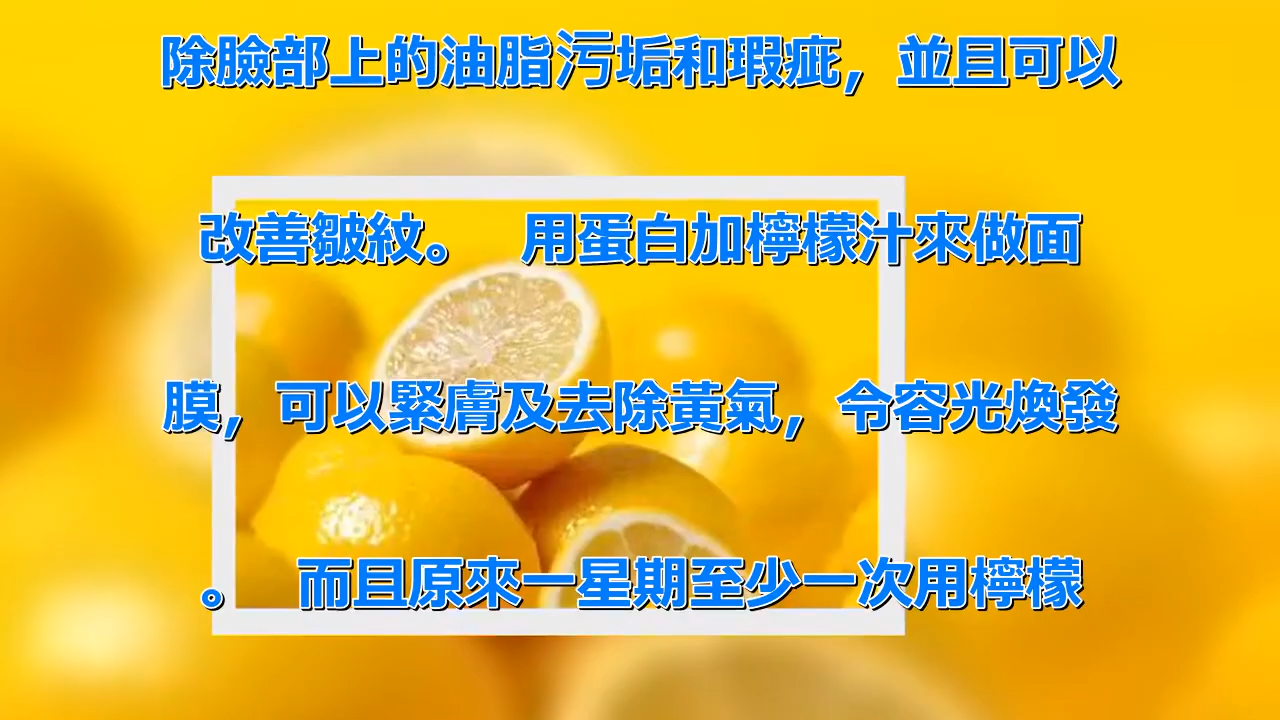 除臉部上的油脂污垢和瑕疵，並且可以
改善皺紋。　用蛋白加檸檬汁來做面
膜，可以緊膚及去除黃氣，令容光煥發
。　而且原來一星期至少一次用檸檬